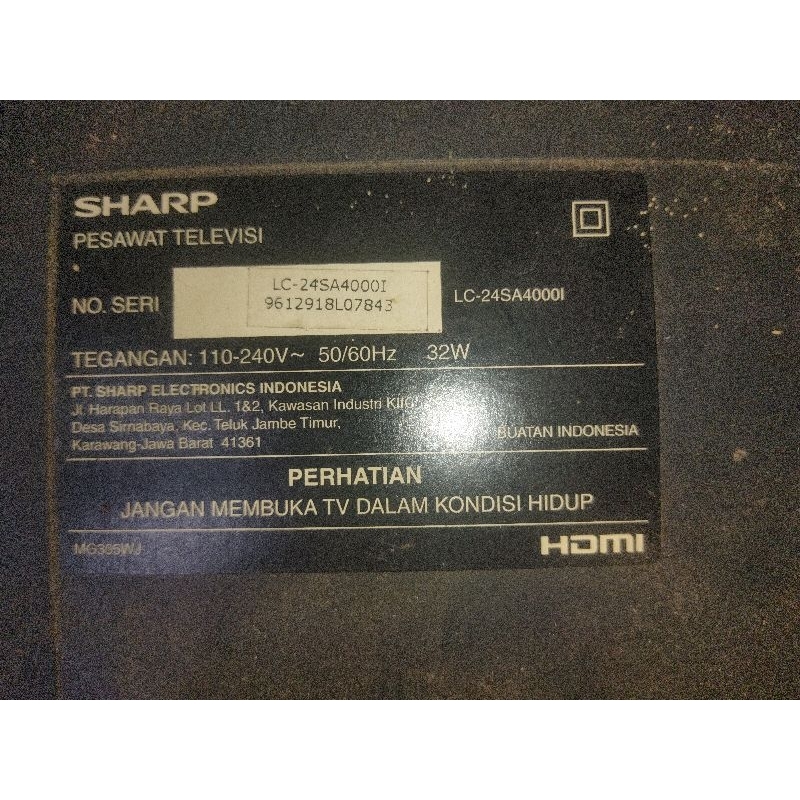 SHARP
PESAWAT TELEVISI
NO. SERI
LC-24SA4000I
9612918L07843
LC-24SA4000I
TEGANGAN: 110-240V~ 50/60Hz 32W
PT. SHARP ELECTRONICS INDONESIA
Jl. Harapan Raya Lot LL. 1&2, Kawasan Industri
Desa Sirnabaya, Kec. Teluk Jambe Timur,
Karawang-Jawa Barat 41361
BUATAN INDONESIA
PERHATIAN
JANGAN MEMBUKA TV DALAM KONDISI HIDUP
HDMI